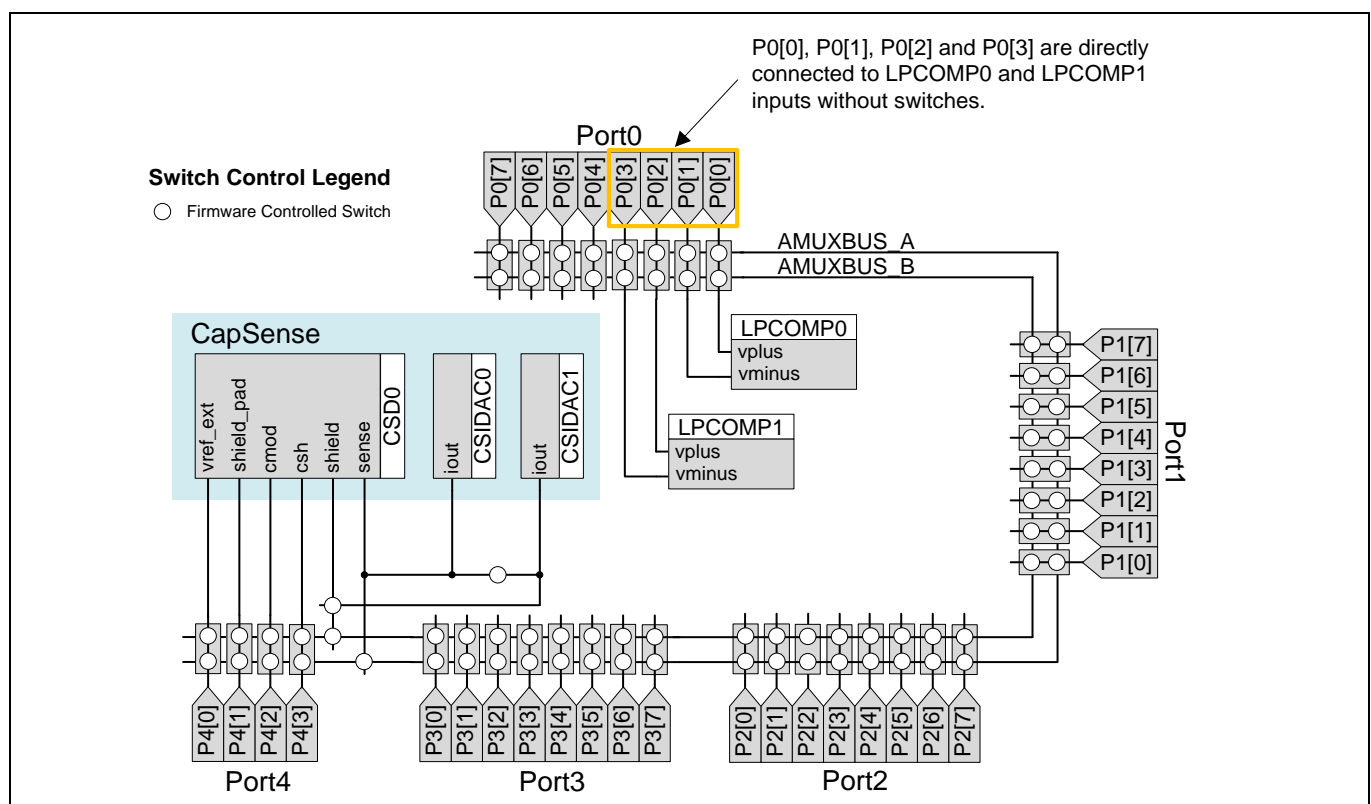 P0[0], P0[1], P0[2] and P0[3] are directly
connected to LPCOMP0 and LPCOMP1
inputs without switches.
Port0
Switch Control Legend
Firmware Controlled Switch
P0[7]
P0[6]
P0[5]
P0[4]
P0[3]
P0[2]
P0[1]
P0[0]
AMUXBUS_A
AMUXBUS_B
CapSense
vref_ext
shield_pad
cmod
csh
shield
sense
CSD0
iout
CSIDAC0
iout
CSIDAC1
LPCOMP0
vplus
vminus
LPCOMP1
vplus
vminus
P1[7]
P1[6]
P1[5]
P1[4]
P1[3]
P1[2]
P1[1]
P1[0]
Port1
P4[0]
P4[1]
P4[2]
P4[3]
Port4
P3[0]
P3[1]
P3[2]
P3[3]
P3[4]
P3[5]
P3[6]
P3[7]
Port3
P2[0]
P2[1]
P2[2]
P2[3]
P2[4]
P2[5]
P2[6]
P2[7]
Port2